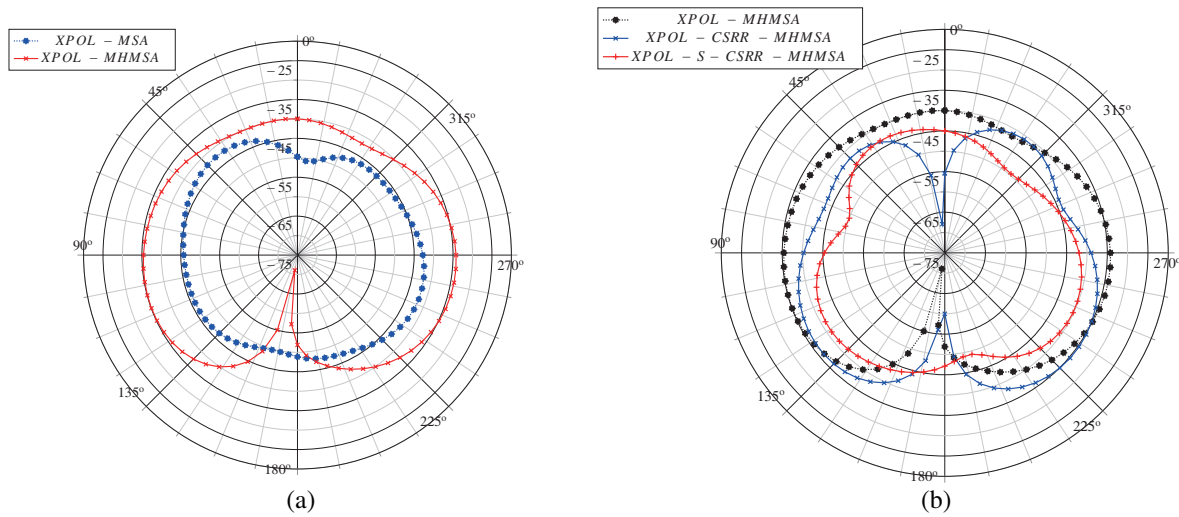 XPOL – MSA
XPOL – MHMSA
0º
– 25
– 35
– 45
– 55
– 65
– 75
45º
90º
135º
180º
225º
270º
315º
(a)
XPOL – MHMSA
XPOL – CSRR – MHMSA
XPOL – S – CSRR – MHMSA
0º
– 25
– 35
– 45
– 55
– 65
– 75
45º
90º
135º
180º
225º
270º
315º
(b)